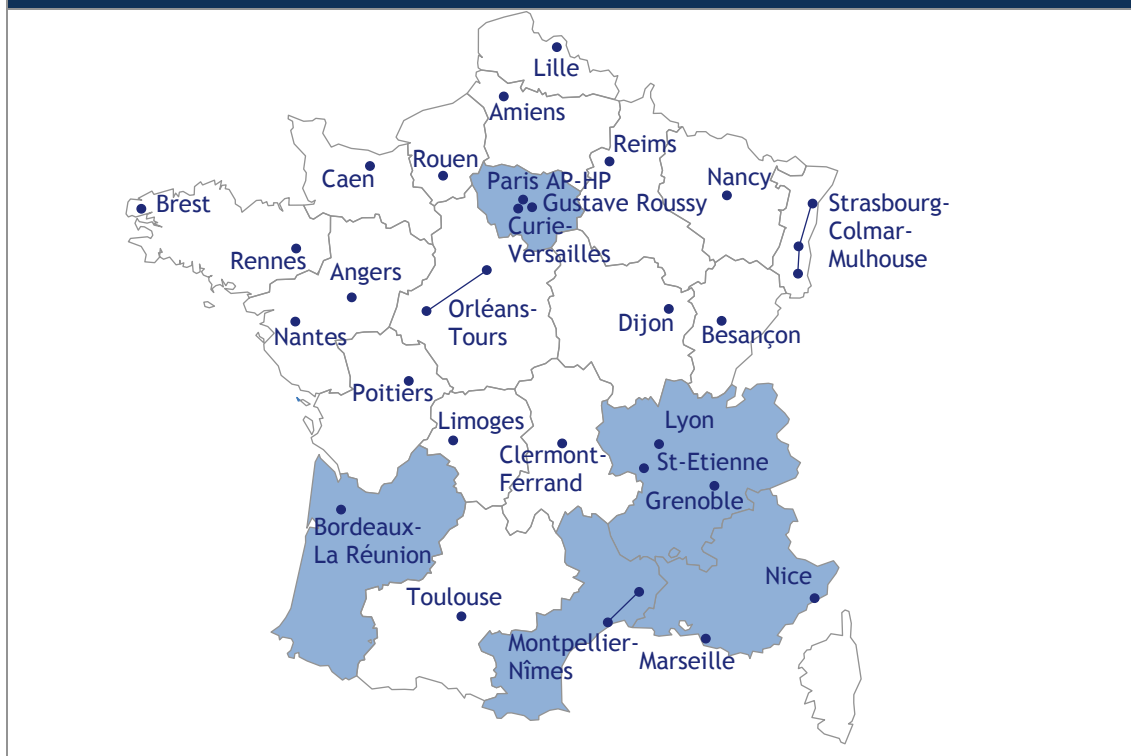 Lille
Amiens
Reims
Rouen
Caen
Paris AP-HP
Nancy
Gustave Roussy
Brest
Strasbourg-
Colmar-
Mulhouse
Curie-
Versailles
Rennes
Angers
Orléans-
Tours
Dijon
Besançon
Nantes
Poitiers
Limoges
Lyon
Clermont-
Ferrand
St-Etienne
Grenoble
Bordeaux-
La Réunion
Nice
Toulouse
Montpellier-
Nîmes
Marseille